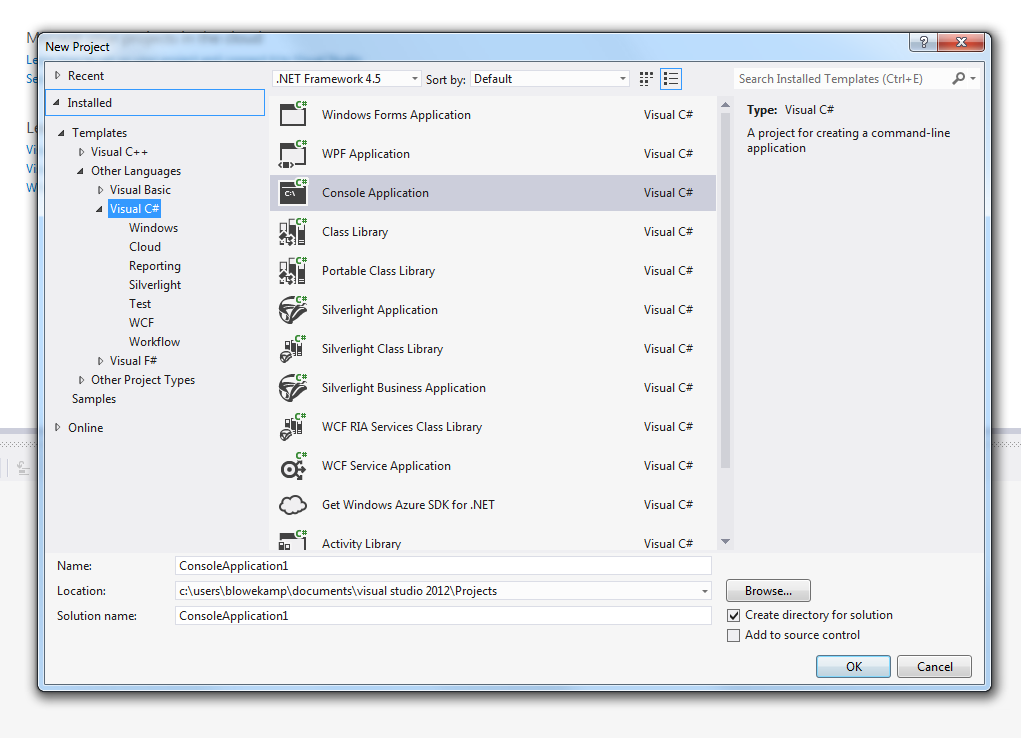 New Project
?
Recent
Installed
Templates
Visual C++
Other Languages
Visual Basic
Visual C#
Windows
Cloud
Reporting
Silverlight
Test
WCF
Workflow
Visual F#
Other Project Types
Samples
Online
.NET Framework 4.5 Sort by: Default
Windows Forms Application Visual C#
WPF Application Visual C#
Console Application Visual C#
Class Library Visual C#
Portable Class Library Visual C#
Silverlight Application Visual C#
Silverlight Class Library Visual C#
Silverlight Business Application Visual C#
WCF RIA Services Class Library Visual C#
WCF Service Application Visual C#
Get Windows Azure SDK for .NET Visual C#
Activity Library Visual C#
Search Installed Templates (Ctrl+E)
Type: Visual C#
A project for creating a command-line
application
Name: ConsoleApplication1
Location: c:\users\blowekamp\documents\visual studio 2012\Projects
Browse...
Solution name: ConsoleApplication1
Create directory for solution
Add to source control
OK Cancel